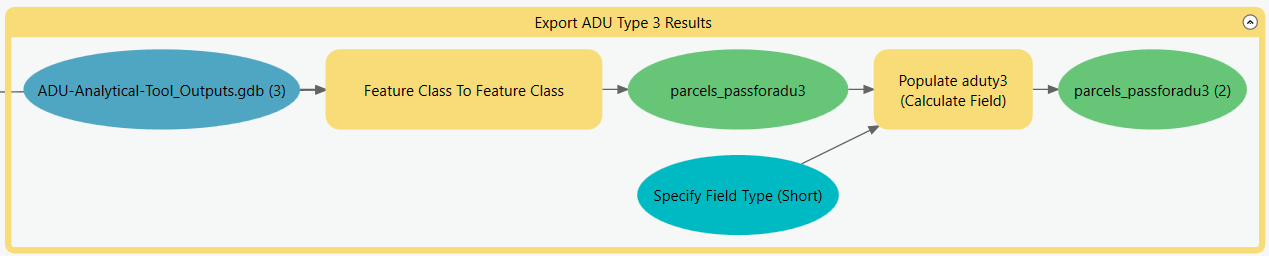 Export ADU Type 3 Results
ADU-Analytical-Tool_Outputs.gdb (3)
Feature Class To Feature Class
parcels_passforadu3
Populate aduty3
(Calculate Field)
parcels_passforadu3 (2)
Specify Field Type (Short)